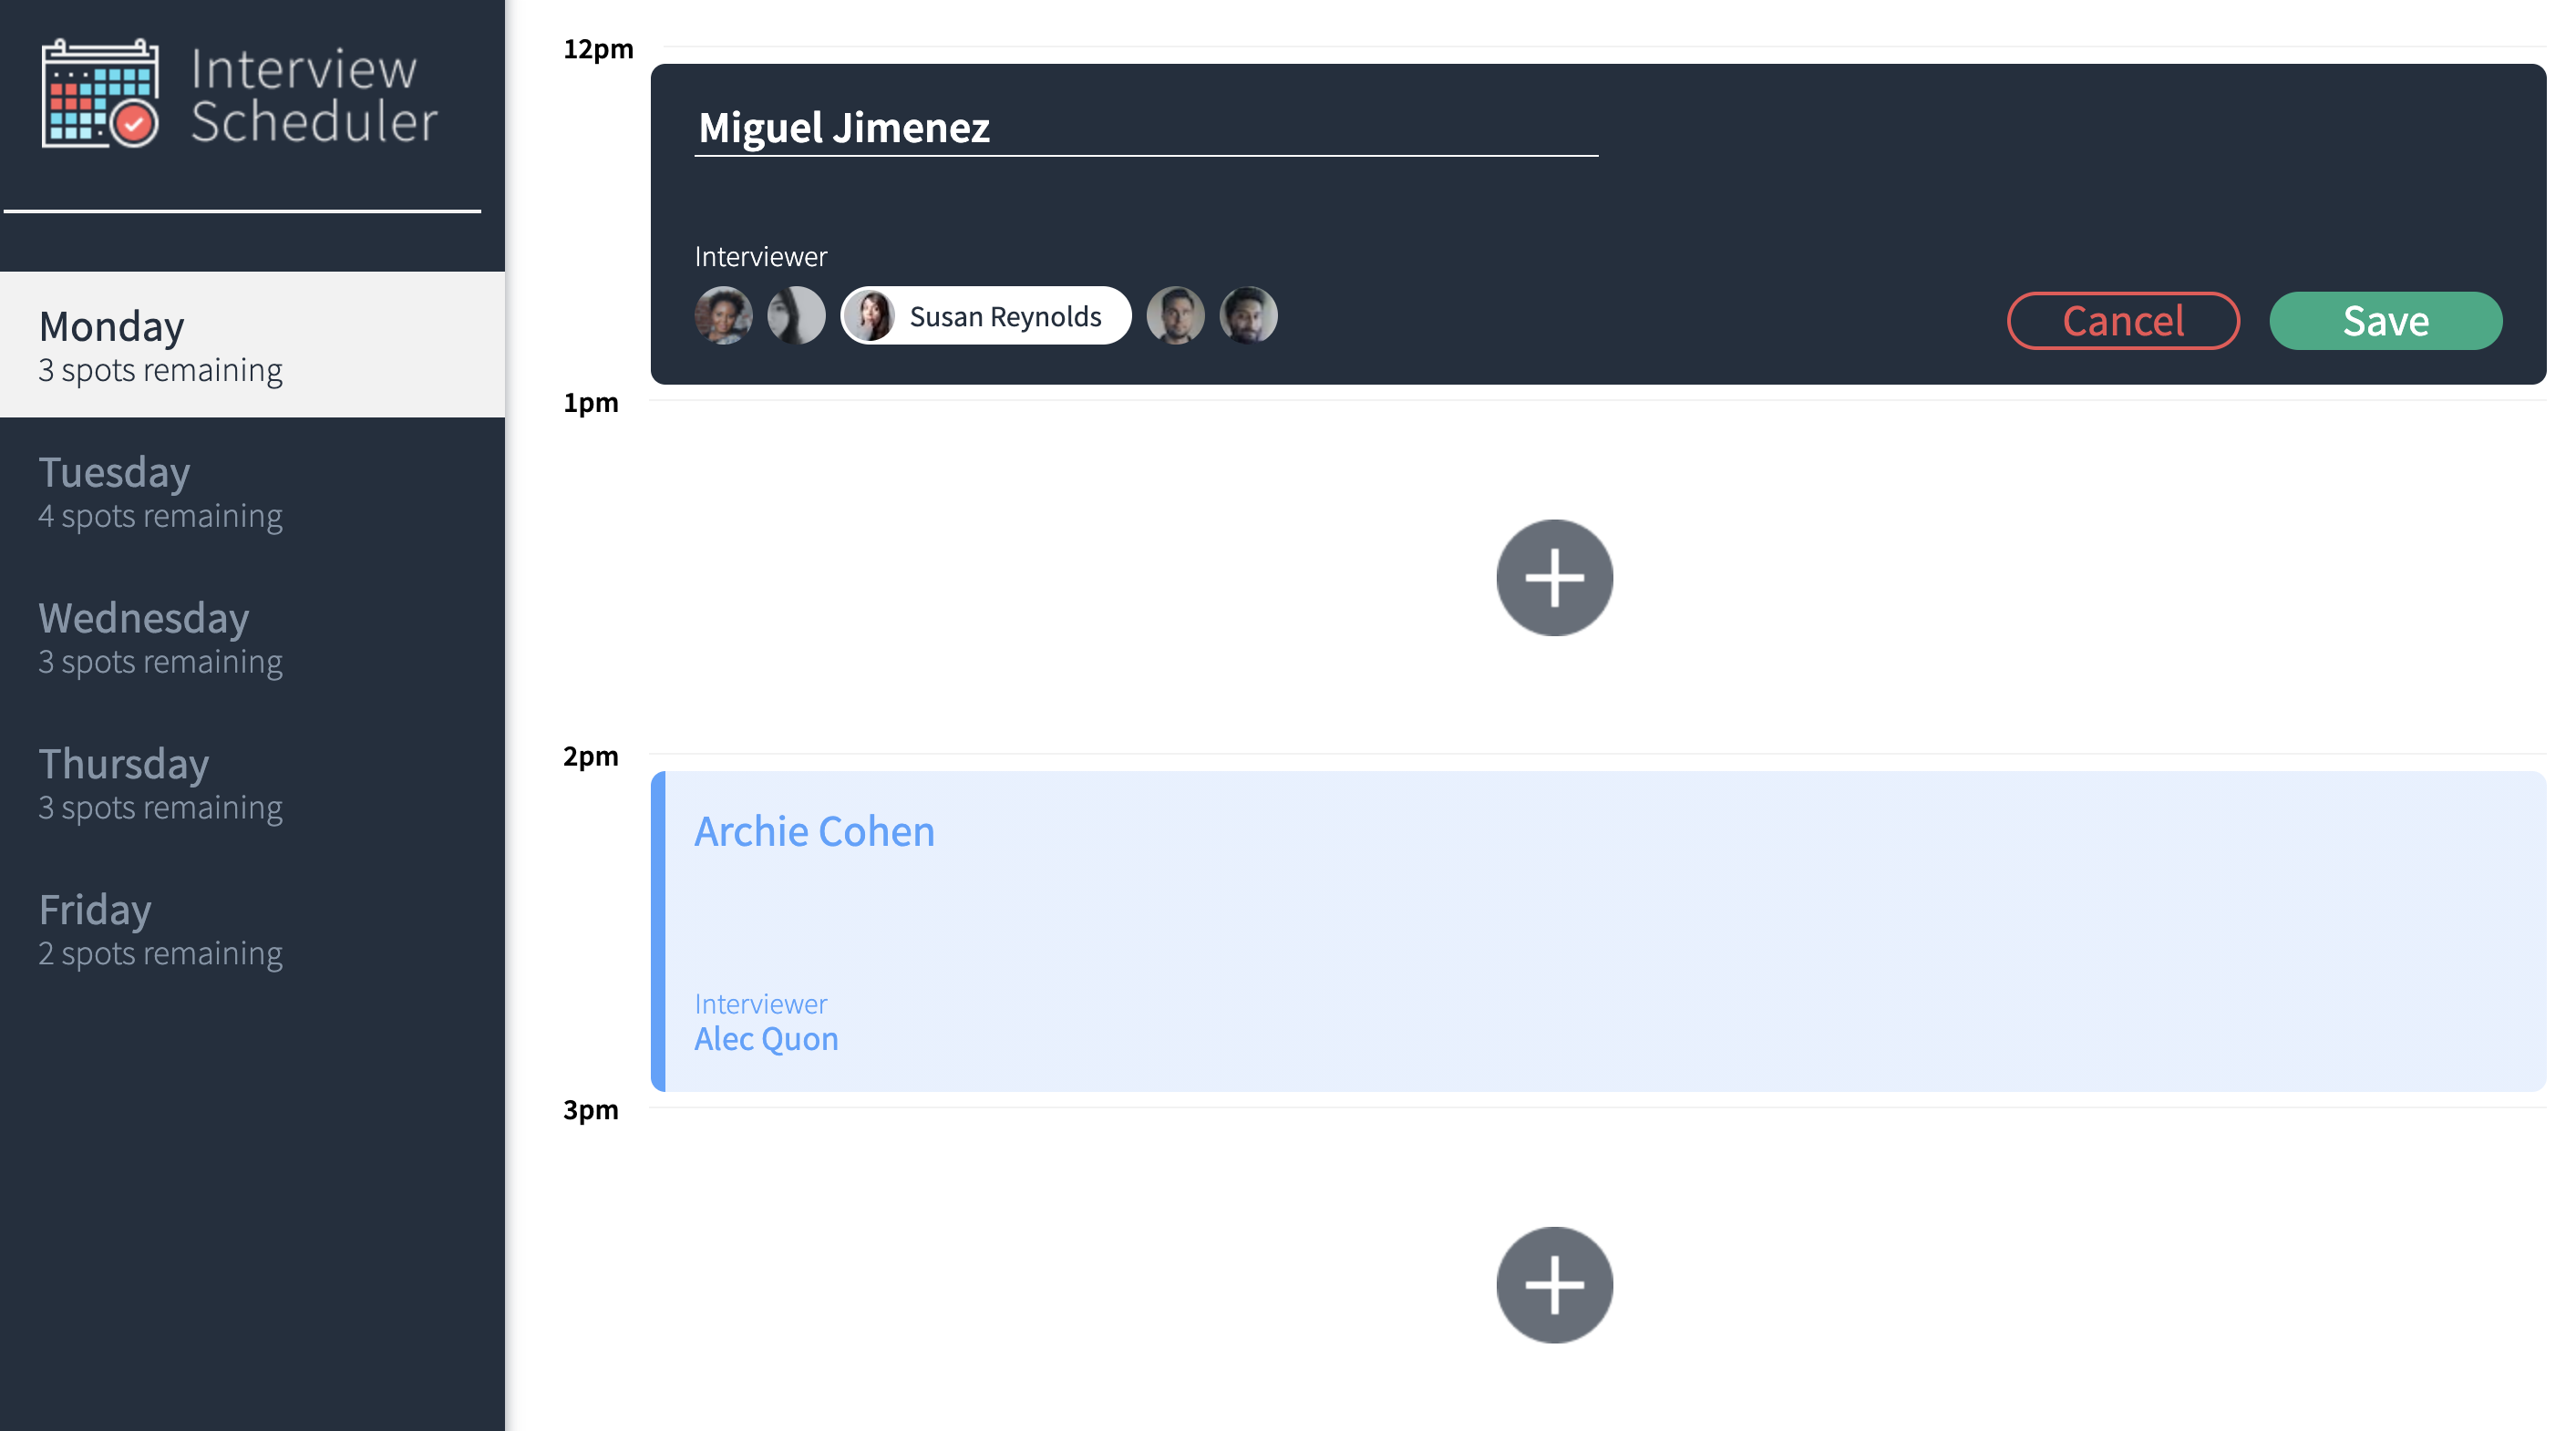 Interview
Scheduler
Monday
3 spots remaining
Tuesday
4 spots remaining
Wednesday
3 spots remaining
Thursday
3 spots remaining
Friday
2 spots remaining
12pm
Miguel Jimenez
Interviewer
Susan Reynolds
Cancel
Save
1pm
2pm
Archie Cohen
Interviewer
Alec Quon
3pm